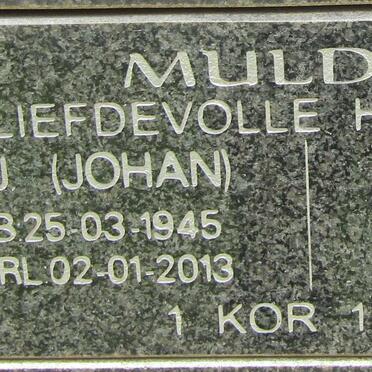 MULD
LIEFDEVOLLE H
J. (JOHAN)
B.25-03-1945
RL.02-01-2013
1 KOR 1